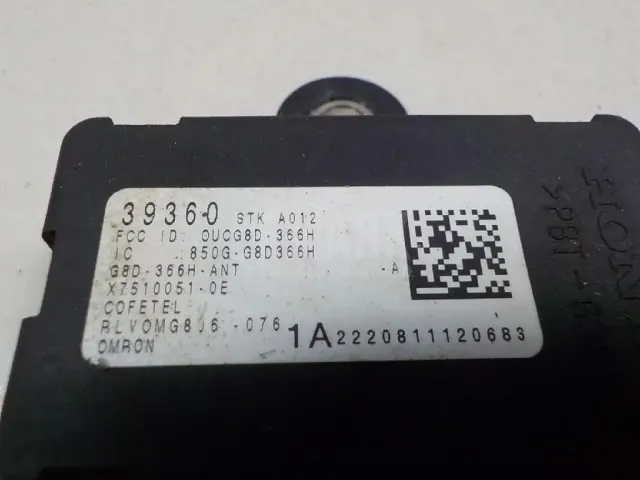 39360 STK A012
FCC ID: OUCG8D-366H
IC : 850G-G8D366H
G8D-366H-ANT -A
X7510051-0E
COFETEL
RLVOMG806-076 1A2220811120683
OMRON